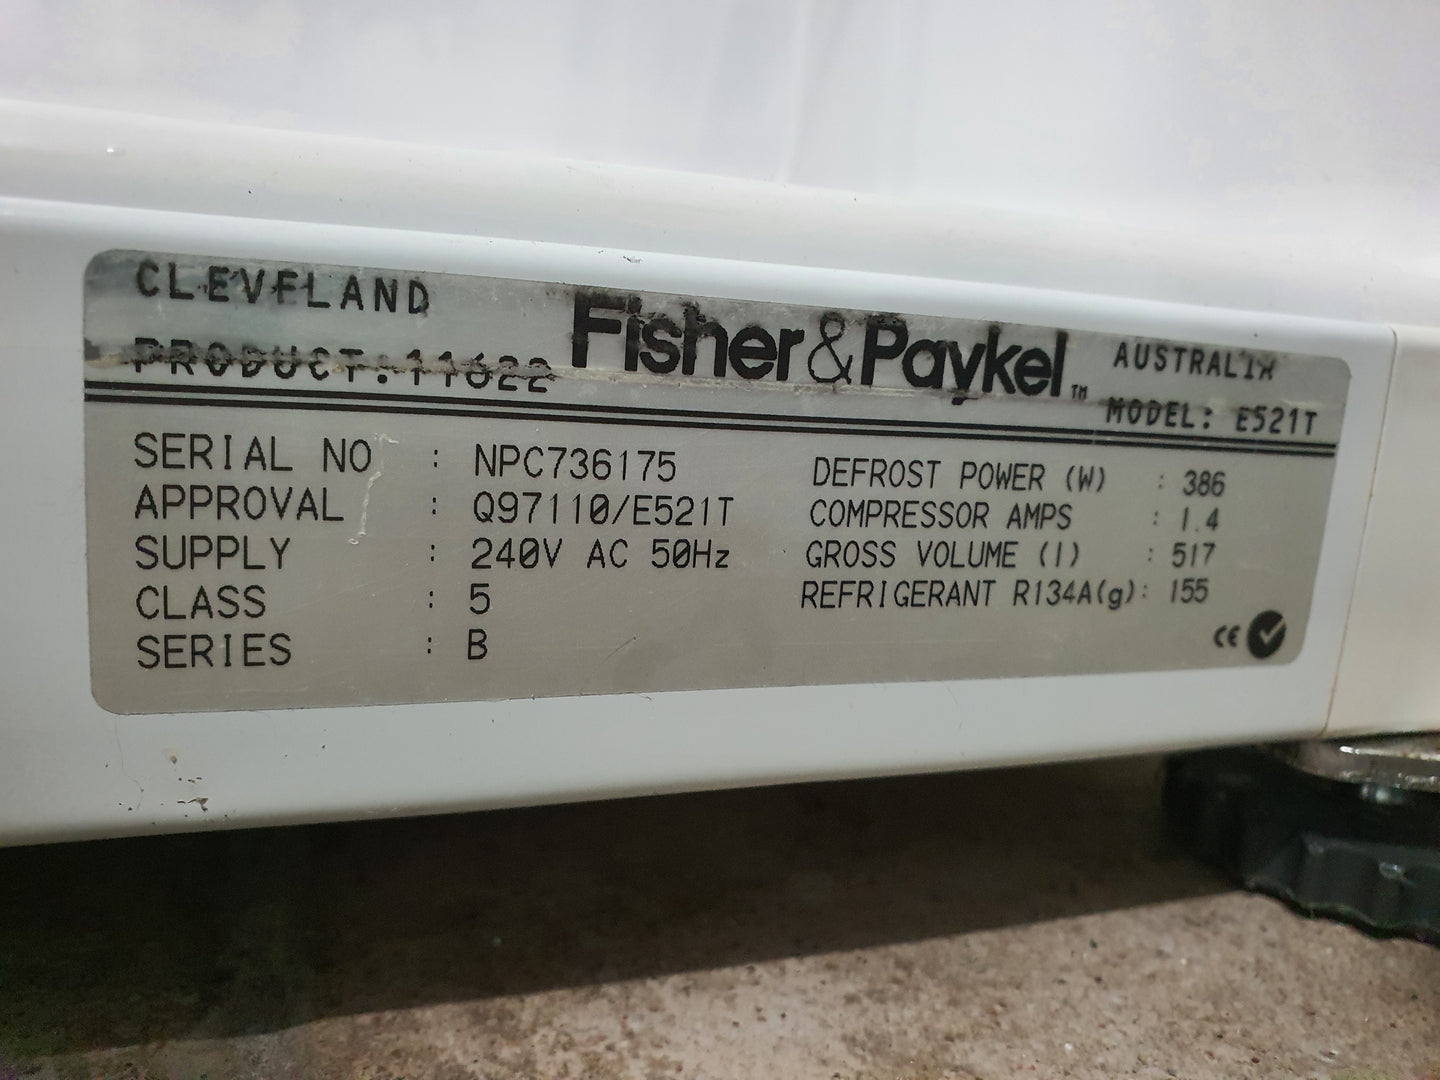 CLEVELAND
PRODUCT:11622
Fisher&Paykel™
AUSTRALIA
MODEL: E521T
SERIAL NO : NPC736175
APPROVAL : Q97110/E521T
SUPPLY : 240V AC 50Hz
CLASS : 5
SERIES : B
DEFROST POWER (W) : 386
COMPRESSOR AMPS : 1.4
GROSS VOLUME (l) : 517
REFRIGERANT R134A(g): 155
CE